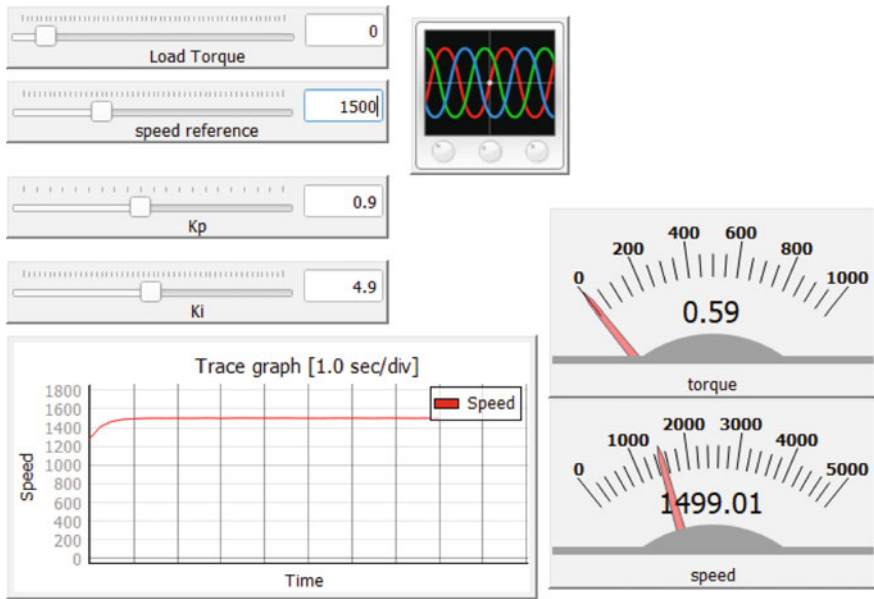 0
Load Torque
1500
speed reference
0.9
Kp
4.9
Ki
Trace graph [1.0 sec/div]
Speed
1800
1600
1400
1200
1000
800
600
400
200
0
Speed
Time
0
200
400
600
800
1000
0.59
torque
0
1000
2000
3000
4000
5000
1499.01
speed